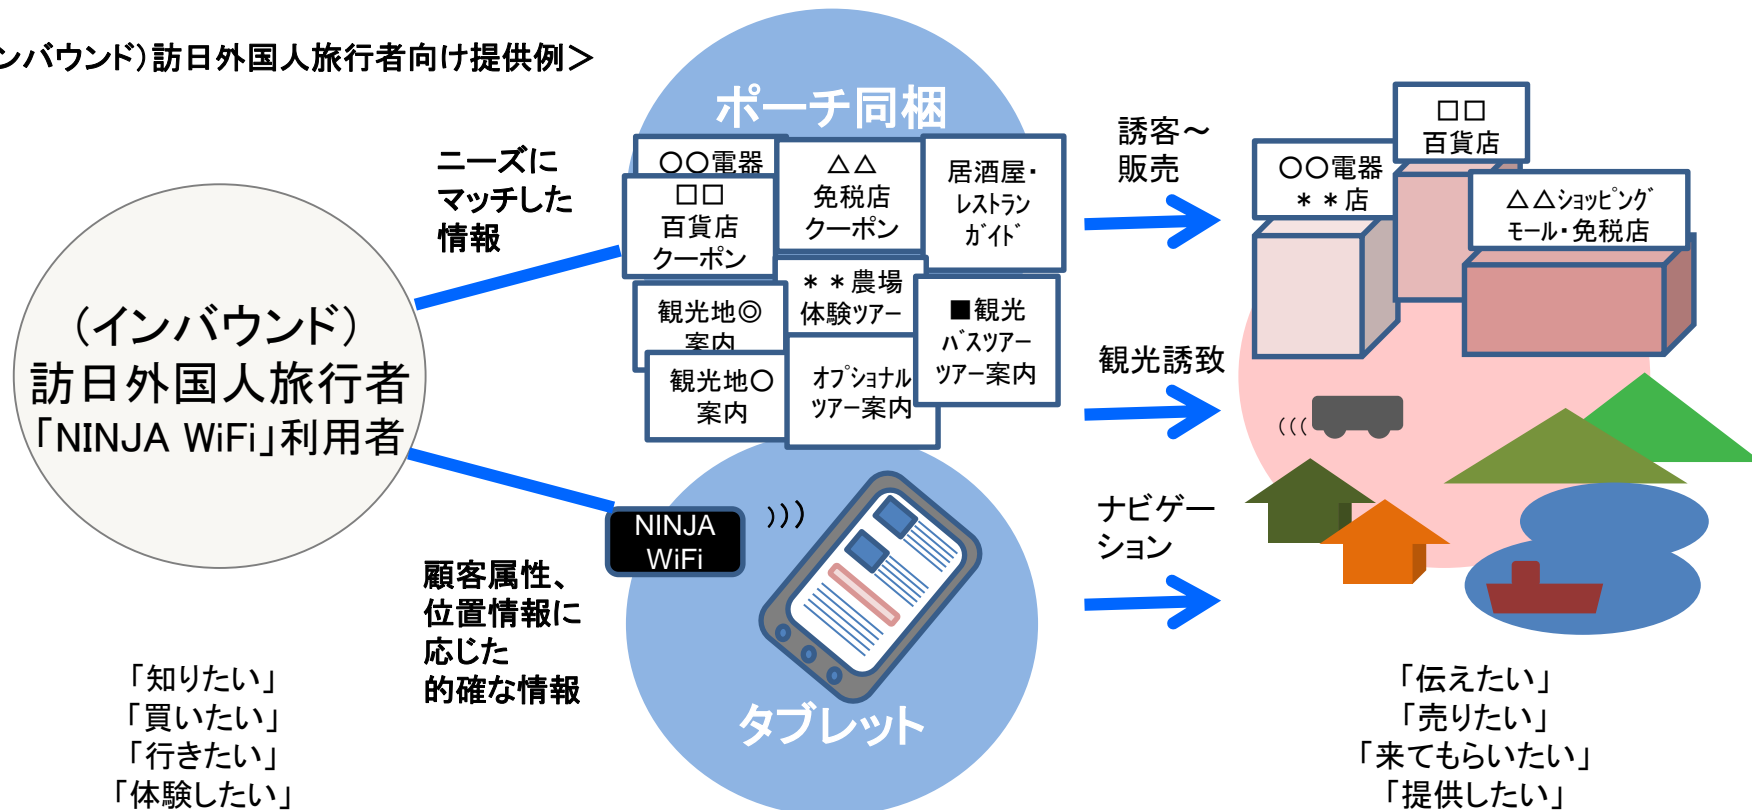 ンバウンド）訪日外国人旅行者向け提供例＞
ポーチ同梱
ニーズに
マッチした
情報
○○電器
□□
百貨店
クーポン
△△
免税店
クーポン
居酒屋・
ﾚｽﾄﾗﾝ
ｶﾞｲﾄﾞ
観光地◎
案内
＊＊農場
体験ﾂｱｰ
■観光
ﾊﾞｽﾂｱｰ
ﾂｱｰ案内
観光地○
案内
ｵﾌﾟｼｮﾅﾙ
ﾂｱｰ案内
（インバウンド）
訪日外国人旅行者
「NINJA WiFi」利用者
NINJA
WiFi
顧客属性、
位置情報に
応じた
的確な情報
タブレット
誘客～
販売
観光誘致
ナビゲー
ション
○○電器
＊＊店
□□
百貨店
△△ｼｮｯﾋﾟﾝｸﾞ
ﾓｰﾙ・免税店
「知りたい」
「買いたい」
「行きたい」
「体験したい」
「伝えたい」
「売りたい」
「来てもらいたい」
「提供したい」